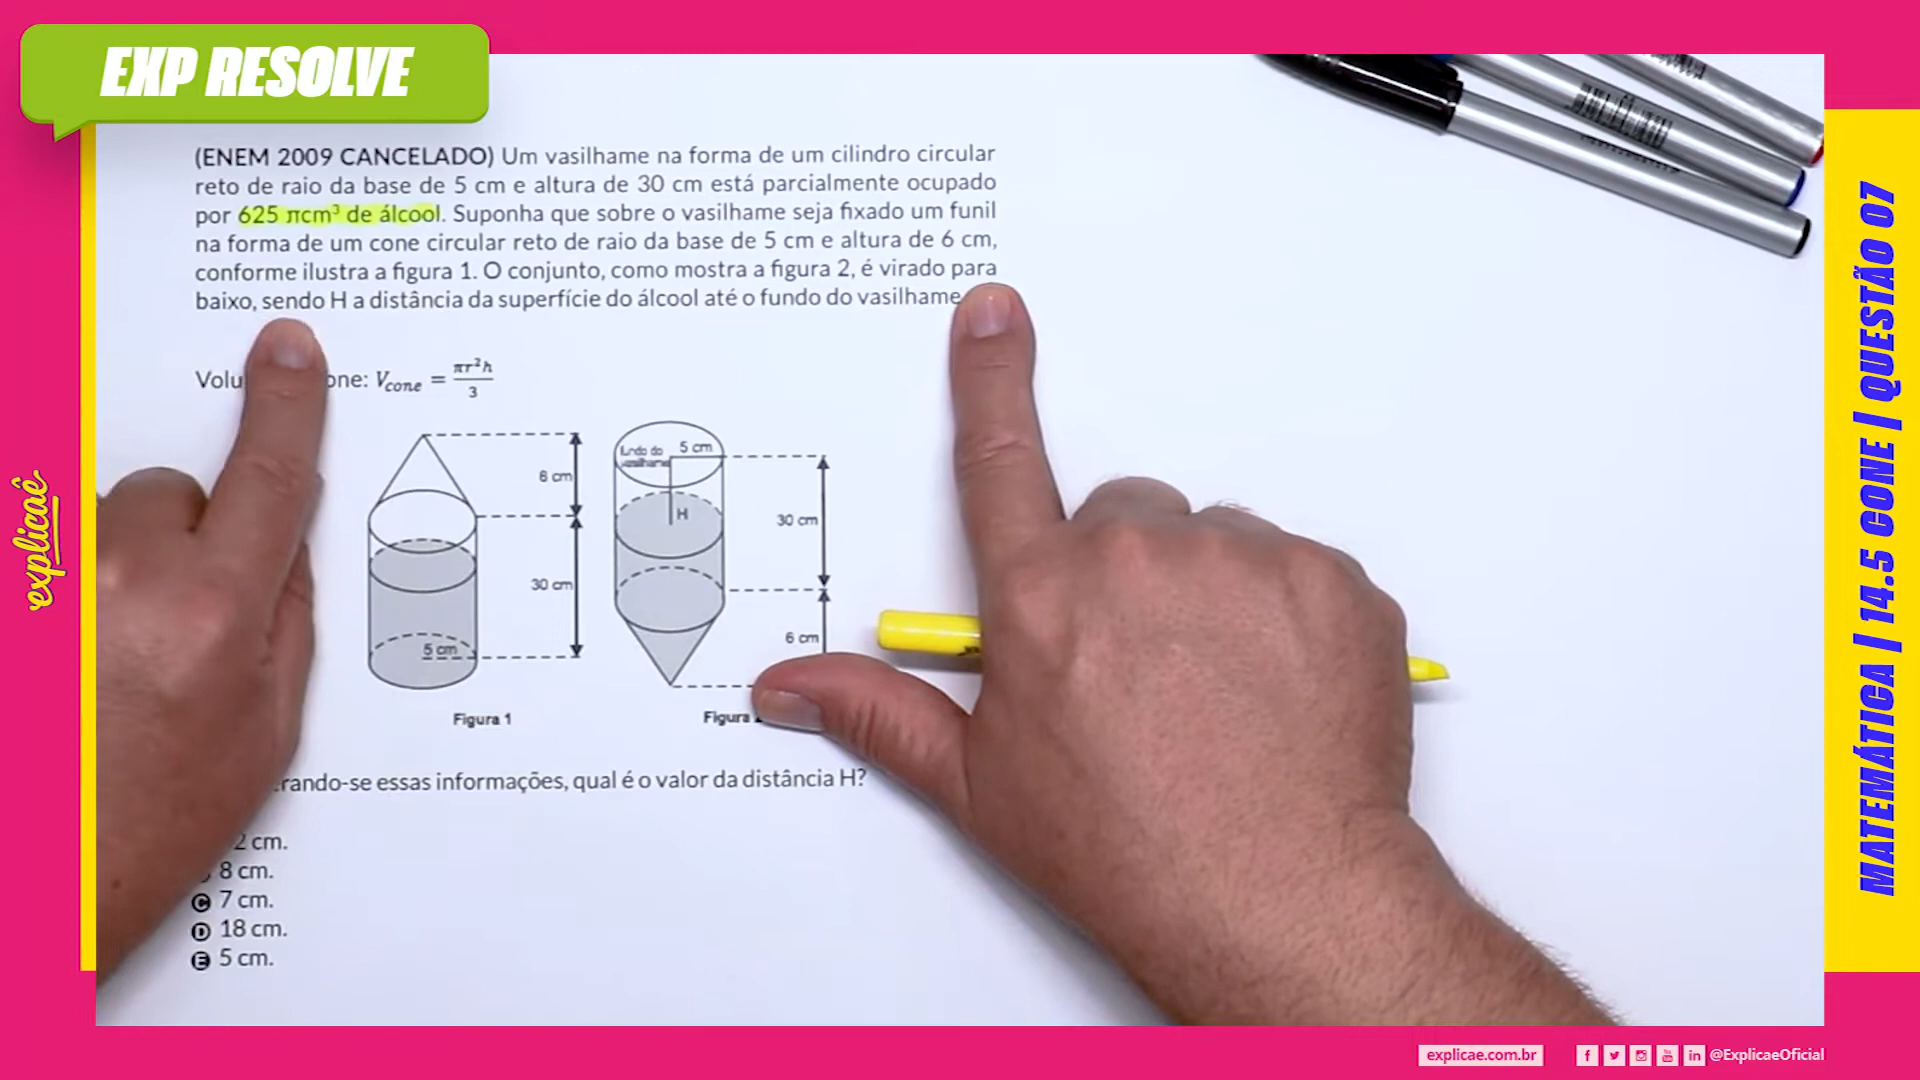 EXP RESOLVE
(ENEM 2009 CANCELADO) Um vasilhame na forma de um cilindro circular
reto de raio da base de 5 cm e altura de 30 cm está parcialmente ocupado
por 625 πcm³ de álcool. Suponha que sobre o vasilhame seja fixado um funil
na forma de um cone circular reto de raio da base de 5 cm e altura de 6 cm,
conforme ilustra a figura 1. O conjunto, como mostra a figura 2, é virado para
baixo, sendo H a distância da superfície do álcool até o fundo do vasilhame
Volu one: Vcone = πr²h/3
6 cm
30 cm
5 cm
Figura 1
fundo do
vasilhame
5 cm
H
30 cm
6 cm
Figura
rando-se essas informações, qual é o valor da distância H?
2 cm.
8 cm.
C 7 cm.
D 18 cm.
E 5 cm.
explicaê
MATEMÁTICA | 14.5 CONE | QUESTÃO 07
explicae.com.br
@ExplicaeOficial